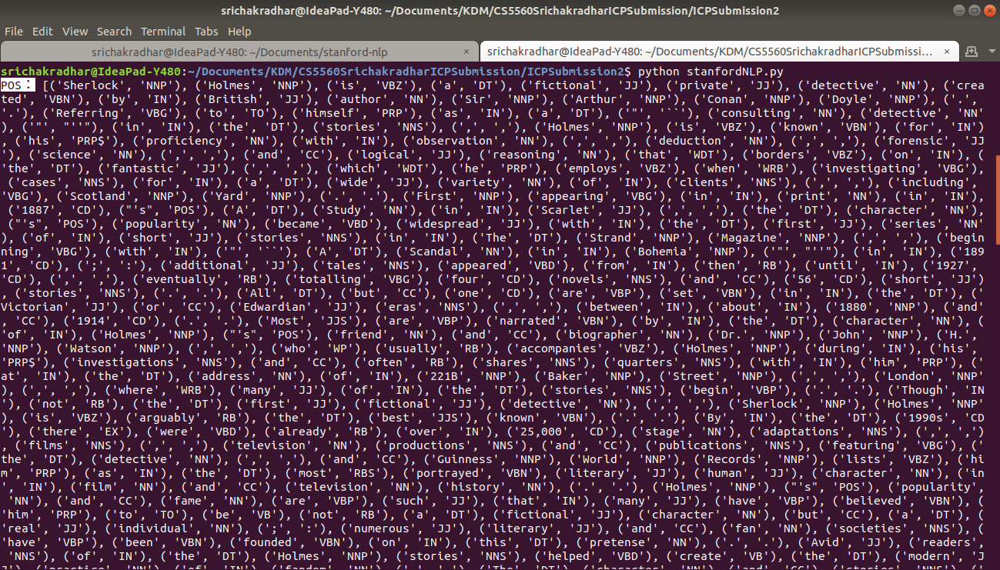 srichakradhar@IdeaPad-Y480: ~/Documents/KDM/CS5560SrichakradharICPSubmission/ICPSubmission2
File Edit View Search Terminal Tabs Help
srichakradhar@IdeaPad-Y480: ~/Documents/stanford-nlp × srichakradhar@IdeaPad-Y480: ~/Documents/KDM/CS5560SrichakradharICPSubmissi... ×
srichakradhar@IdeaPad-Y480:~/Documents/KDM/CS5560SrichakradharICPSubmission/ICPSubmission2$ python stanfordNLP.py
POS: [('Sherlock', 'NNP'), ('Holmes', 'NNP'), ('is', 'VBZ'), ('a', 'DT'), ('fictional', 'JJ'), ('private', 'JJ'), ('detective', 'NN'), ('crea
ted', 'VBN'), ('by', 'IN'), ('British', 'JJ'), ('author', 'NN'), ('Sir', 'NNP'), ('Arthur', 'NNP'), ('Conan', 'NNP'), ('Doyle', 'NNP'), ('.',
'.'), ('Referring', 'VBG'), ('to', 'TO'), ('himself', 'PRP'), ('as', 'IN'), ('a', 'DT'), ('"', '``'), ('consulting', 'NN'), ('detective', 'NN'
), ('"', "''"), ('in', 'IN'), ('the', 'DT'), ('stories', 'NNS'), (',', ','), ('Holmes', 'NNP'), ('is', 'VBZ'), ('known', 'VBN'), ('for', 'IN')
, ('his', 'PRP$'), ('proficiency', 'NN'), ('with', 'IN'), ('observation', 'NN'), (',', ','), ('deduction', 'NN'), (',', ','), ('forensic', 'JJ
'), ('science', 'NN'), (',', ','), ('and', 'CC'), ('logical', 'JJ'), ('reasoning', 'NN'), ('that', 'WDT'), ('borders', 'VBZ'), ('on', 'IN'), (
'the', 'DT'), ('fantastic', 'JJ'), (',', ','), ('which', 'WDT'), ('he', 'PRP'), ('employs', 'VBZ'), ('when', 'WRB'), ('investigating', 'VBG'),
('cases', 'NNS'), ('for', 'IN'), ('a', 'DT'), ('wide', 'JJ'), ('variety', 'NN'), ('of', 'IN'), ('clients', 'NNS'), (',', ','), ('including',
'VBG'), ('Scotland', 'NNP'), ('Yard', 'NNP'), ('.', '.'), ('First', 'NNP'), ('appearing', 'VBG'), ('in', 'IN'), ('print', 'NN'), ('in', 'IN'),
('1887', 'CD'), ("'s", 'POS'), ('A', 'DT'), ('Study', 'NN'), ('in', 'IN'), ('Scarlet', 'JJ'), (',', ','), ('the', 'DT'), ('character', 'NN'),
("'s", 'POS'), ('popularity', 'NN'), ('became', 'VBD'), ('widespread', 'JJ'), ('with', 'IN'), ('the', 'DT'), ('first', 'JJ'), ('series', 'NN'
), ('of', 'IN'), ('short', 'JJ'), ('stories', 'NNS'), ('in', 'IN'), ('The', 'DT'), ('Strand', 'NNP'), ('Magazine', 'NNP'), (',', ','), ('begin
ning', 'VBG'), ('with', 'IN'), ('"', '``'), ('A', 'DT'), ('Scandal', 'NN'), ('in', 'IN'), ('Bohemia', 'NNP'), ('"', "''"), ('in', 'IN'), ('189
1', 'CD'), (';', ':'), ('additional', 'JJ'), ('tales', 'NNS'), ('appeared', 'VBD'), ('from', 'IN'), ('then', 'RB'), ('until', 'IN'), ('1927',
'CD'), (',', ','), ('eventually', 'RB'), ('totalling', 'VBG'), ('four', 'CD'), ('novels', 'NNS'), ('and', 'CC'), ('56', 'CD'), ('short', 'JJ')
, ('stories', 'NNS'), ('.', '.'), ('All', 'DT'), ('but', 'CC'), ('one', 'CD'), ('are', 'VBP'), ('set', 'VBN'), ('in', 'IN'), ('the', 'DT'), ('
Victorian', 'JJ'), ('or', 'CC'), ('Edwardian', 'JJ'), ('eras', 'NNS'), (',', ','), ('between', 'IN'), ('about', 'IN'), ('1880', 'NNP'), ('and'
, 'CC'), ('1914', 'CD'), ('.', '.'), ('Most', 'JJS'), ('are', 'VBP'), ('narrated', 'VBN'), ('by', 'IN'), ('the', 'DT'), ('character', 'NN'), (
'of', 'IN'), ('Holmes', 'NNP'), ("'s", 'POS'), ('friend', 'NN'), ('and', 'CC'), ('biographer', 'NN'), ('Dr.', 'NNP'), ('John', 'NNP'), ('H.',
'NNP'), ('Watson', 'NNP'), (',', ','), ('who', 'WP'), ('usually', 'RB'), ('accompanies', 'VBZ'), ('Holmes', 'NNP'), ('during', 'IN'), ('his',
'PRP$'), ('investigations', 'NNS'), ('and', 'CC'), ('often', 'RB'), ('shares', 'NNS'), ('quarters', 'NNS'), ('with', 'IN'), ('him', 'PRP'), ('
at', 'IN'), ('the', 'DT'), ('address', 'NN'), ('of', 'IN'), ('221B', 'NNP'), ('Baker', 'NNP'), ('Street', 'NNP'), (',', ','), ('London', 'NNP'
), (',', ','), ('where', 'WRB'), ('many', 'JJ'), ('of', 'IN'), ('the', 'DT'), ('stories', 'NNS'), ('begin', 'VBP'), ('.', '.'), ('Though', 'IN
'), ('not', 'RB'), ('the', 'DT'), ('first', 'JJ'), ('fictional', 'JJ'), ('detective', 'NN'), (',', ','), ('Sherlock', 'NNP'), ('Holmes', 'NNP'
), ('is', 'VBZ'), ('arguably', 'RB'), ('the', 'DT'), ('best', 'JJS'), ('known', 'VBN'), ('.', '.'), ('By', 'IN'), ('the', 'DT'), ('1990s', 'CD
'), ('there', 'EX'), ('were', 'VBD'), ('already', 'RB'), ('over', 'IN'), ('25,000', 'CD'), ('stage', 'NN'), ('adaptations', 'NNS'), (',', ',')
, ('films', 'NNS'), (',', ','), ('television', 'NN'), ('productions', 'NNS'), ('and', 'CC'), ('publications', 'NNS'), ('featuring', 'VBG'), ('
the', 'DT'), ('detective', 'NN'), (',', ','), ('and', 'CC'), ('Guinness', 'NNP'), ('World', 'NNP'), ('Records', 'NNP'), ('lists', 'VBZ'), ('hi
m', 'PRP'), ('as', 'IN'), ('the', 'DT'), ('most', 'RBS'), ('portrayed', 'VBN'), ('literary', 'JJ'), ('human', 'JJ'), ('character', 'NN'), ('in
', 'IN'), ('film', 'NN'), ('and', 'CC'), ('television', 'NN'), ('history', 'NN'), ('.', '.'), ('Holmes', 'NNP'), ("'s", 'POS'), ('popularity',
'NN'), ('and', 'CC'), ('fame', 'NN'), ('are', 'VBP'), ('such', 'JJ'), ('that', 'IN'), ('many', 'JJ'), ('have', 'VBP'), ('believed', 'VBN'), (
'him', 'PRP'), ('to', 'TO'), ('be', 'VB'), ('not', 'RB'), ('a', 'DT'), ('fictional', 'JJ'), ('character', 'NN'), ('but', 'CC'), ('a', 'DT'), (
'real', 'JJ'), ('individual', 'NN'), (';', ':'), ('numerous', 'JJ'), ('literary', 'JJ'), ('and', 'CC'), ('fan', 'NN'), ('societies', 'NNS'), (
'have', 'VBP'), ('been', 'VBN'), ('founded', 'VBN'), ('on', 'IN'), ('this', 'DT'), ('pretense', 'NN'), ('.', '.'), ('Avid', 'JJ'), ('readers',
'NNS'), ('of', 'IN'), ('the', 'DT'), ('Holmes', 'NNP'), ('stories', 'NNS'), ('helped', 'VBD'), ('create', 'VB'), ('the', 'DT'), ('modern', 'J
J'), ('practice', 'NN'), ('of', 'IN'), ('fandom', 'NN'), ('.', '.'), ('The', 'DT'), ('character', 'NN'), ('and', 'CC'), ('stories', 'NNS'), ('